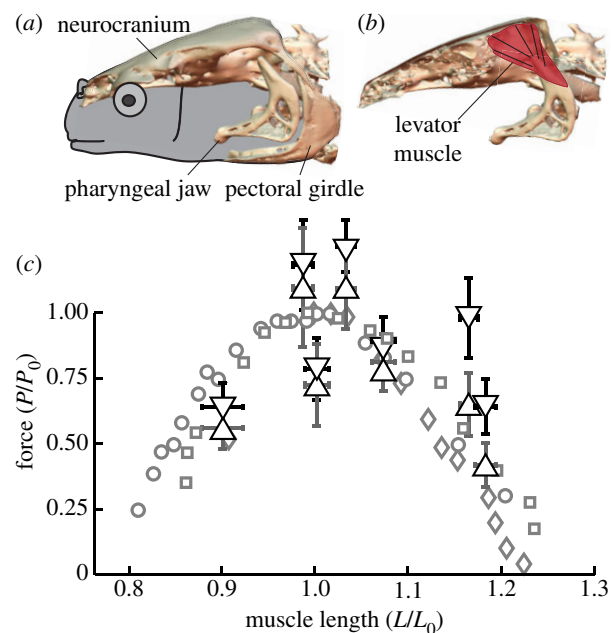 (a)
neurocranium
pharyngeal jaw
pectoral girdle
(b)
levator
muscle
(c)
force (P/P0)
1.00
0.75
0.50
0.25
0
0.8
0.9
1.0
1.1
1.2
1.3
muscle length (L/L0)